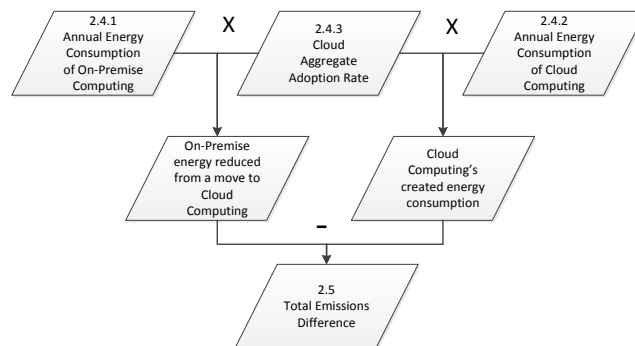 2.4.1
Annual Energy
Consumption
of On-Premise
Computing
X
2.4.3
Cloud
Aggregate
Adoption Rate
X
2.4.2
Annual Energy
Consumption
of Cloud
Computing
On-Premise
energy reduced
from a move to
Cloud
Computing
Cloud
Computing's
created energy
consumption
–
2.5
Total Emissions
Difference